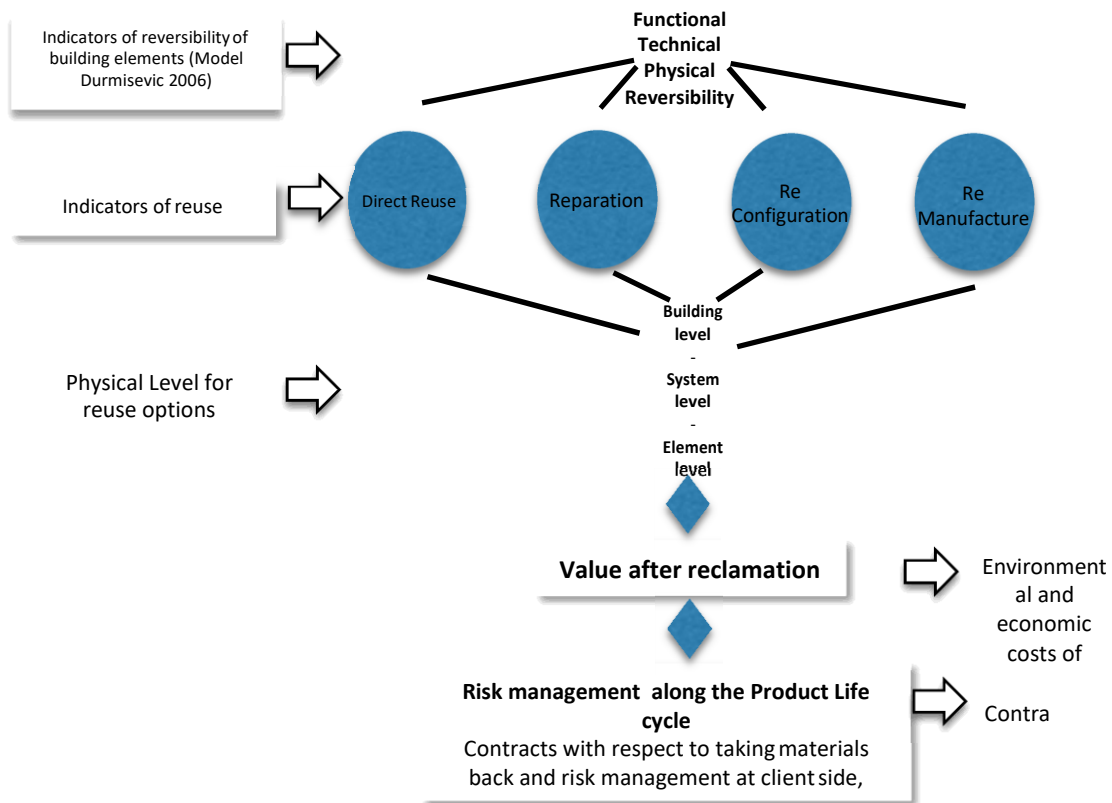 Indicators of reversibility of
building elements (Model
Durmisevic 2006)
Functional
Technical
Physical
Reversibility
Indicators of reuse
Direct Reuse
Reparation
Re
Configuration
Re
Manufacture
Physical Level for
reuse options
Building
level
-
System
level
-
Element
level
Value after reclamation
Environment
al and
economic
costs of
Risk management along the Product Life
cycle
Contracts with respect to taking materials
back and risk management at client side,
Contra